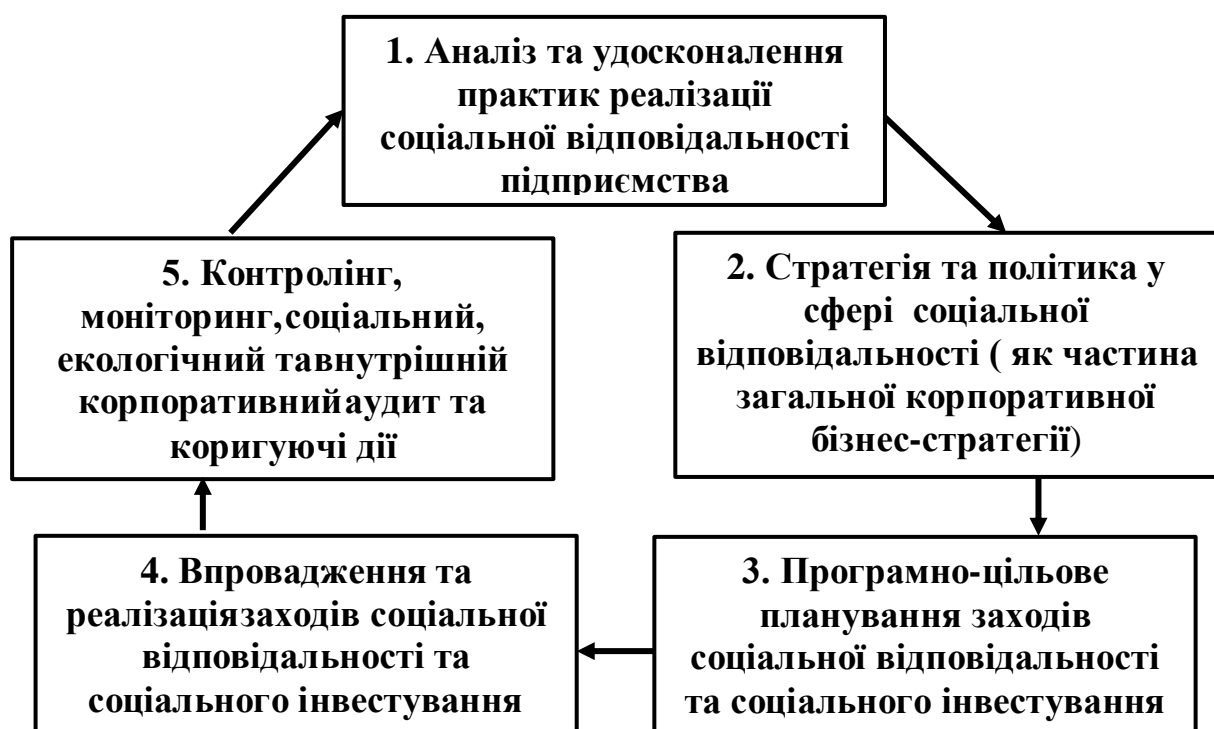 1. Аналіз та удосконалення
практик реалізації
соціальної відповідальності
підприємства
5. Контролінг,
моніторинг,соціальний,
екологічний тавнутрішній
корпоративнийаудит та
коригуючі дії
2. Стратегія та політика у
сфері соціальної
відповідальності ( як частина
загальної корпоративної
бізнес-стратегії)
4. Впровадження та
реалізаціязаходів соціальної
відповідальності та
соціального інвестування
3. Програмно-цільове
планування заходів
соціальної відповідальності
та соціального інвестування